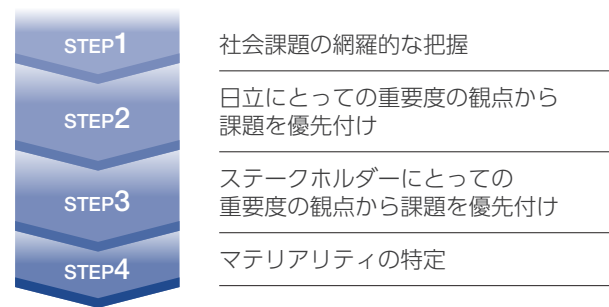 STEP1
社会課題の網羅的な把握
STEP2
日立にとっての重要度の観点から
課題を優先付け
STEP3
ステークホルダーにとっての
重要度の観点から課題を優先付け
STEP4
マテリアリティの特定